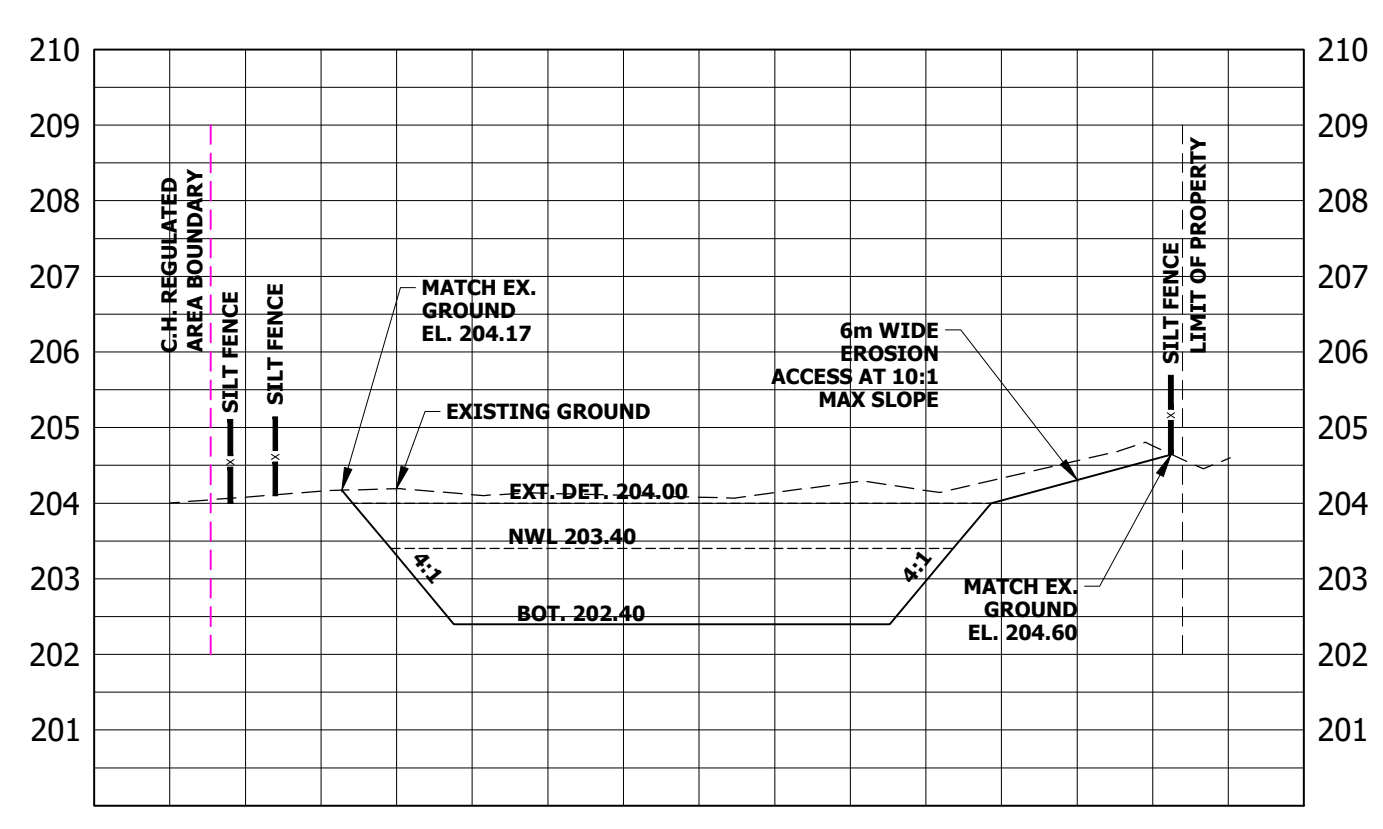 210
209
208
207
206
205
204
203
202
201
210
209
208
207
206
205
204
203
202
201
C.H. REGULATED
AREA BOUNDARY
SILT FENCE
x
SILT FENCE
x
MATCH EX.
GROUND
EL. 204.17
EXISTING GROUND
EXT. DET. 204.00
NWL 203.40
4:1
4:1
BOT. 202.40
6m WIDE
EROSION
ACCESS AT 10:1
MAX SLOPE
MATCH EX.
GROUND
EL. 204.60
SILT FENCE
x
LIMIT OF PROPERTY